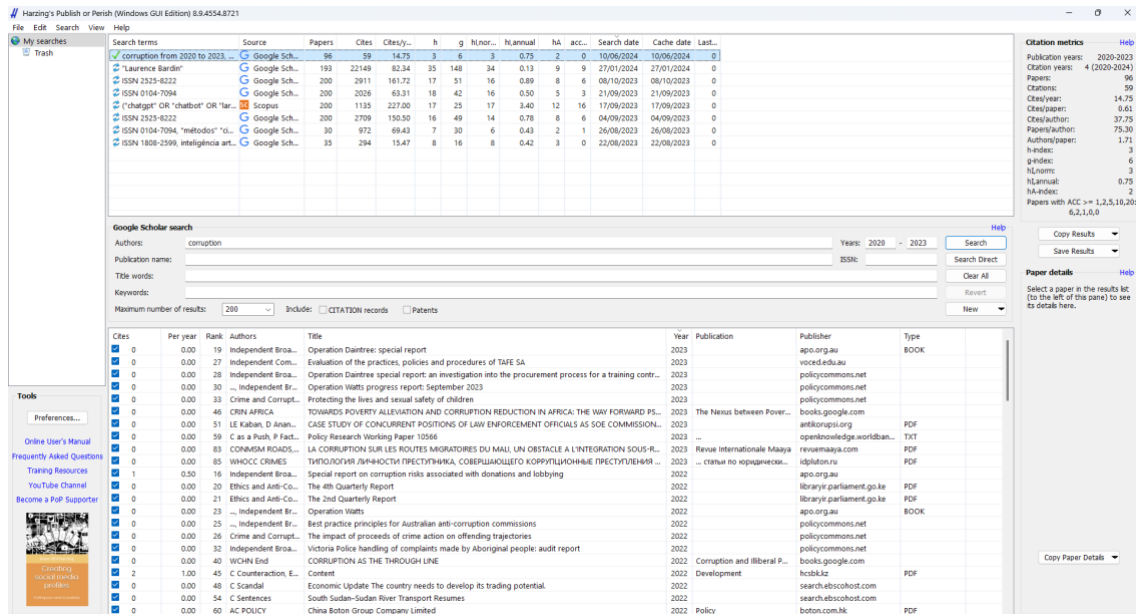 Harzing's Publish or Perish (Windows GUI Edition) 8.9.4554.8721
File Edit Search View Help
My searches
Trash
Search terms Source Papers Cites Cites/y... h g hI,nor... hI,annual hA acc... Search date Cache date Last...
corruption from 2020 to 2023, ... Google Sch... 96 59 14.75 3 6 3 0.75 2 0 10/06/2024 10/06/2024 0
"Laurence Bardin" Google Sch... 193 22149 82.34 35 148 34 0.13 9 9 27/01/2024 27/01/2024 0
ISSN 2525-8222 Google Sch... 200 2911 161.72 17 51 16 0.89 8 6 08/10/2023 08/10/2023 0
ISSN 0104-7094 Google Sch... 200 2026 63.31 18 42 16 0.50 5 3 21/09/2023 21/09/2023 0
("chatgpt" OR "chatbot" OR "lar... Scopus 200 1135 227.00 17 25 17 3.40 12 16 17/09/2023 17/09/2023 0
ISSN 2525-8222 Google Sch... 200 2709 150.50 16 49 14 0.78 8 6 04/09/2023 04/09/2023 0
ISSN 0104-7094, "métodos" "ci... Google Sch... 30 972 69.43 7 30 6 0.43 2 1 26/08/2023 26/08/2023 0
ISSN 1808-2599, inteligência art... Google Sch... 35 294 15.47 8 16 8 0.42 3 0 22/08/2023 22/08/2023 0
Google Scholar search Help
Authors: corruption Years: 2020 - 2023 Search
Publication name: ISSN: Search Direct
Title words: Clear All
Keywords: Revert
Maximum number of results: 200 Include: CITATION records Patents New
Cites Per year Rank Authors Title Year Publication Publisher Type
0 0.00 19 Independent Broa... Operation Daintree: special report 2023 apo.org.au BOOK
0 0.00 27 Independent Com... Evaluation of the practices, policies and procedures of TAFE SA 2023 voced.edu.au
0 0.00 28 Independent Broa... Operation Daintree special report: an investigation into the procurement process for a training contr... 2023 policycommons.net
0 0.00 30 ..., Independent Br... Operation Watts progress report: September 2023 2023 policycommons.net
0 0.00 33 Crime and Corrupt... Protecting the lives and sexual safety of children 2023 policycommons.net
0 0.00 46 CRIN AFRICA TOWARDS POVERTY ALLEVIATION AND CORRUPTION REDUCTION IN AFRICA: THE WAY FORWARD PS... 2023 The Nexus between Pover... books.google.com
0 0.00 51 LE Kaban, D Anan... CASE STUDY OF CONCURRENT POSITIONS OF LAW ENFORCEMENT OFFICIALS AS SOE COMMISSION... 2023 antikorupsi.org PDF
0 0.00 59 C as a Push, P Fact... Policy Research Working Paper 10566 2023 ... openknowledge.worldban... TXT
0 0.00 83 CONMSM ROADS,... LA CORRUPTION SUR LES ROUTES MIGRATOIRES DU MALI, UN OBSTACLE A L'INTEGRATION SOUS-R... 2023 Revue Internationale Maaya revuemaaya.com PDF
0 0.00 85 WHOCC CRIMES ТИПОЛОГИЯ ЛИЧНОСТИ ПРЕСТУПНИКА, СОВЕРШАЮЩЕГО КОРРУПЦИОННЫЕ ПРЕСТУПЛЕНИЯ ... 2023 ... статьи по юридически... idpluton.ru PDF
1 0.50 16 Independent Broa... Special report on corruption risks associated with donations and lobbying 2022 apo.org.au
0 0.00 20 Ethics and Anti-Co... The 4th Quarterly Report 2022 libraryir.parliament.go.ke PDF
0 0.00 21 Ethics and Anti-Co... The 2nd Quarterly Report 2022 libraryir.parliament.go.ke PDF
0 0.00 23 ..., Independent Br... Operation Watts 2022 apo.org.au BOOK
0 0.00 25 ..., Independent Br... Best practice principles for Australian anti-corruption commissions 2022 policycommons.net
0 0.00 26 Crime and Corrupt... The impact of proceeds of crime action on offending trajectories 2022 policycommons.net
0 0.00 32 Independent Broa... Victoria Police handling of complaints made by Aboriginal people: audit report 2022 policycommons.net
0 0.00 40 WCHN End CORRUPTION AS THE THROUGH LINE 2022 Corruption and Illiberal P... books.google.com
2 1.00 45 C Counteraction, E... Content 2022 Development hcsbk.kz PDF
0 0.00 48 C Scandal Economic Update The country needs to develop its trading potential. 2022 search.ebscohost.com
0 0.00 54 C Sentences South Sudan–Sudan River Transport Resumes 2022 search.ebscohost.com
0 0.00 60 AC POLICY China Boton Group Company Limited 2022 Policy boton.com.hk PDF
Tools
Preferences...
Online User's Manual
Frequently Asked Questions
Training Resources
YouTube Channel
Become a PoP Supporter
Creating
social media
profiles
Citation metrics Help
Publication years: 2020-2023
Citation years: 4 (2020-2024)
Papers: 96
Citations: 59
Cites/year: 14.75
Cites/paper: 0.61
Cites/author: 37.75
Papers/author: 75.30
Authors/paper: 1.71
h-index: 3
g-index: 6
hI,norm: 3
hI,annual: 0.75
hA-index: 2
Papers with ACC >= 1,2,5,10,20:
6,2,1,0,0
Copy Results
Save Results
Paper details Help
Select a paper in the results list
(to the left of this pane) to see
its details here.
Copy Paper Details